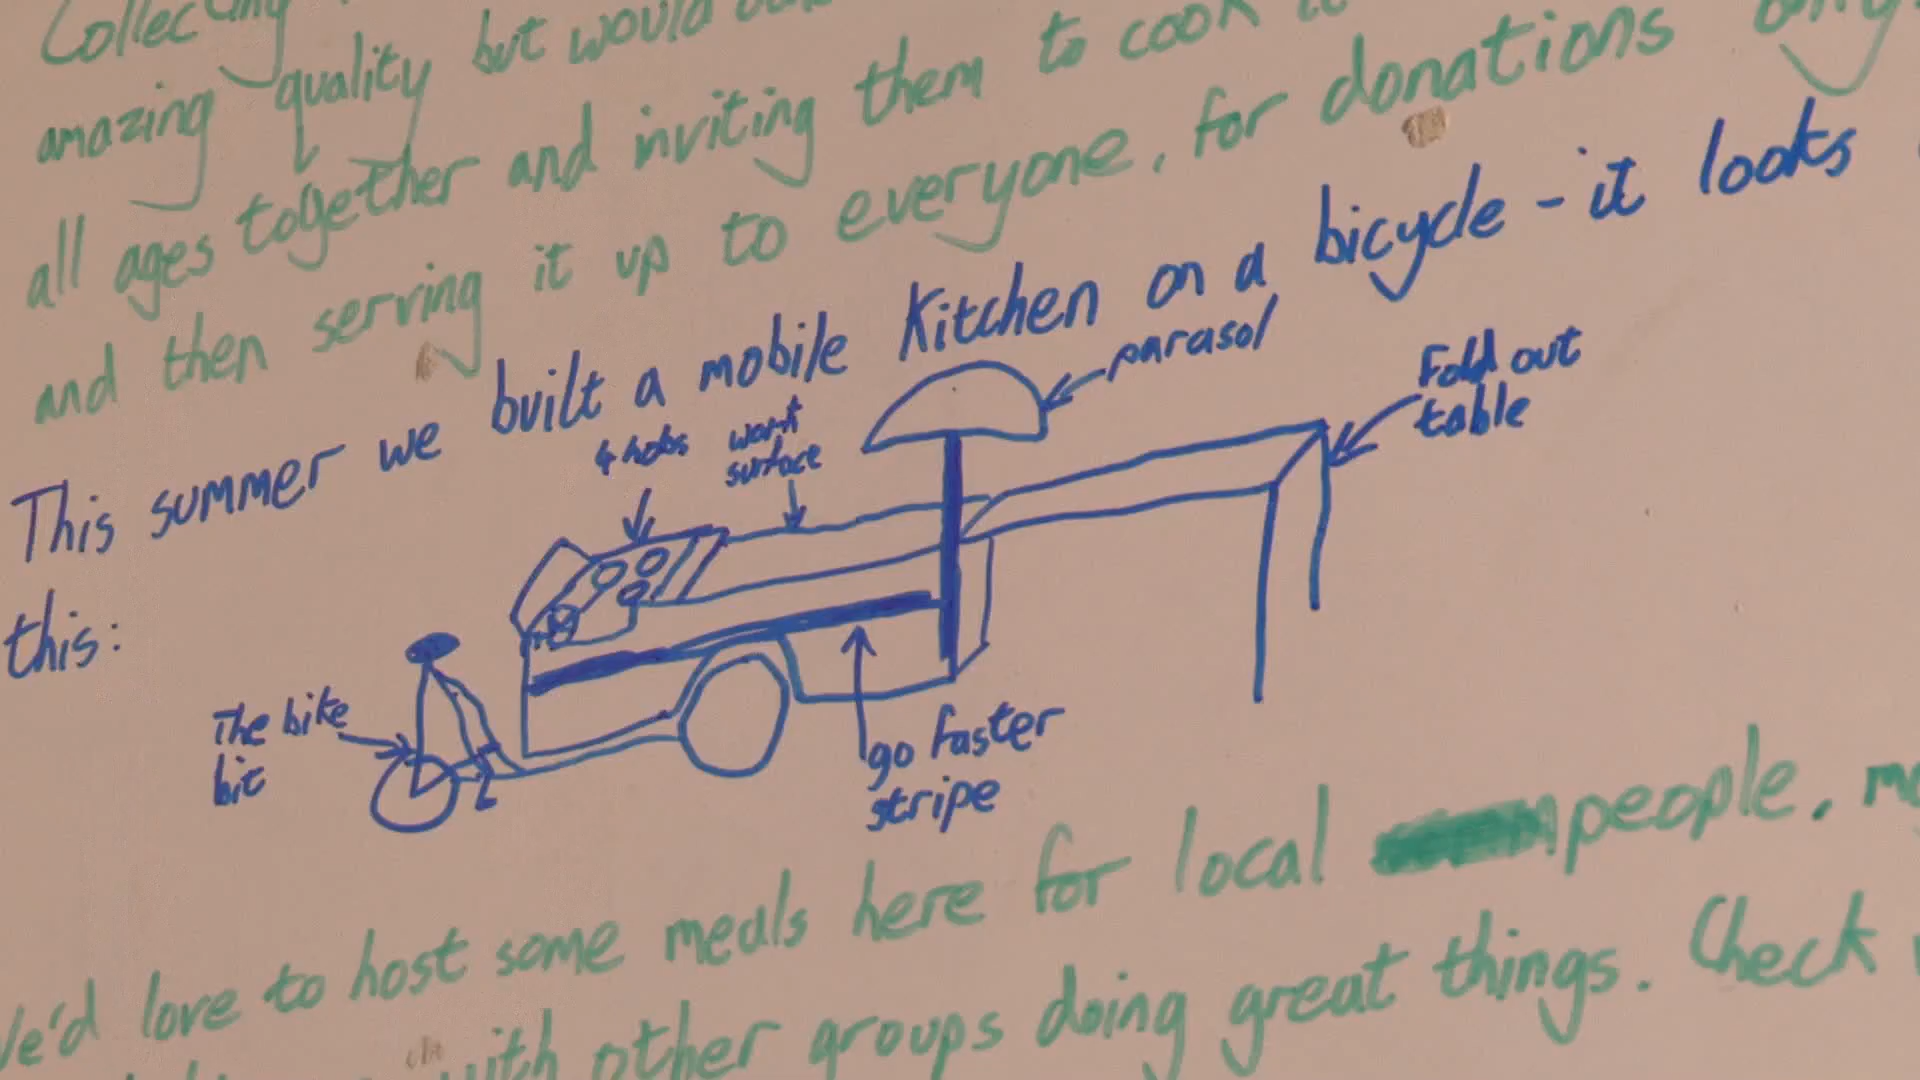 Collecting
amazing quality but would
all ages together and inviting them to cook
and then serving it up to everyone, for donations only
This summer we built a mobile Kitchen on a bicycle - it looks
this:
parasol
Fold out
table
4 hobs
work
surface
The bike
bit
go faster
stripe
We'd love to host some meals here for local people,
with other groups doing great things. Check